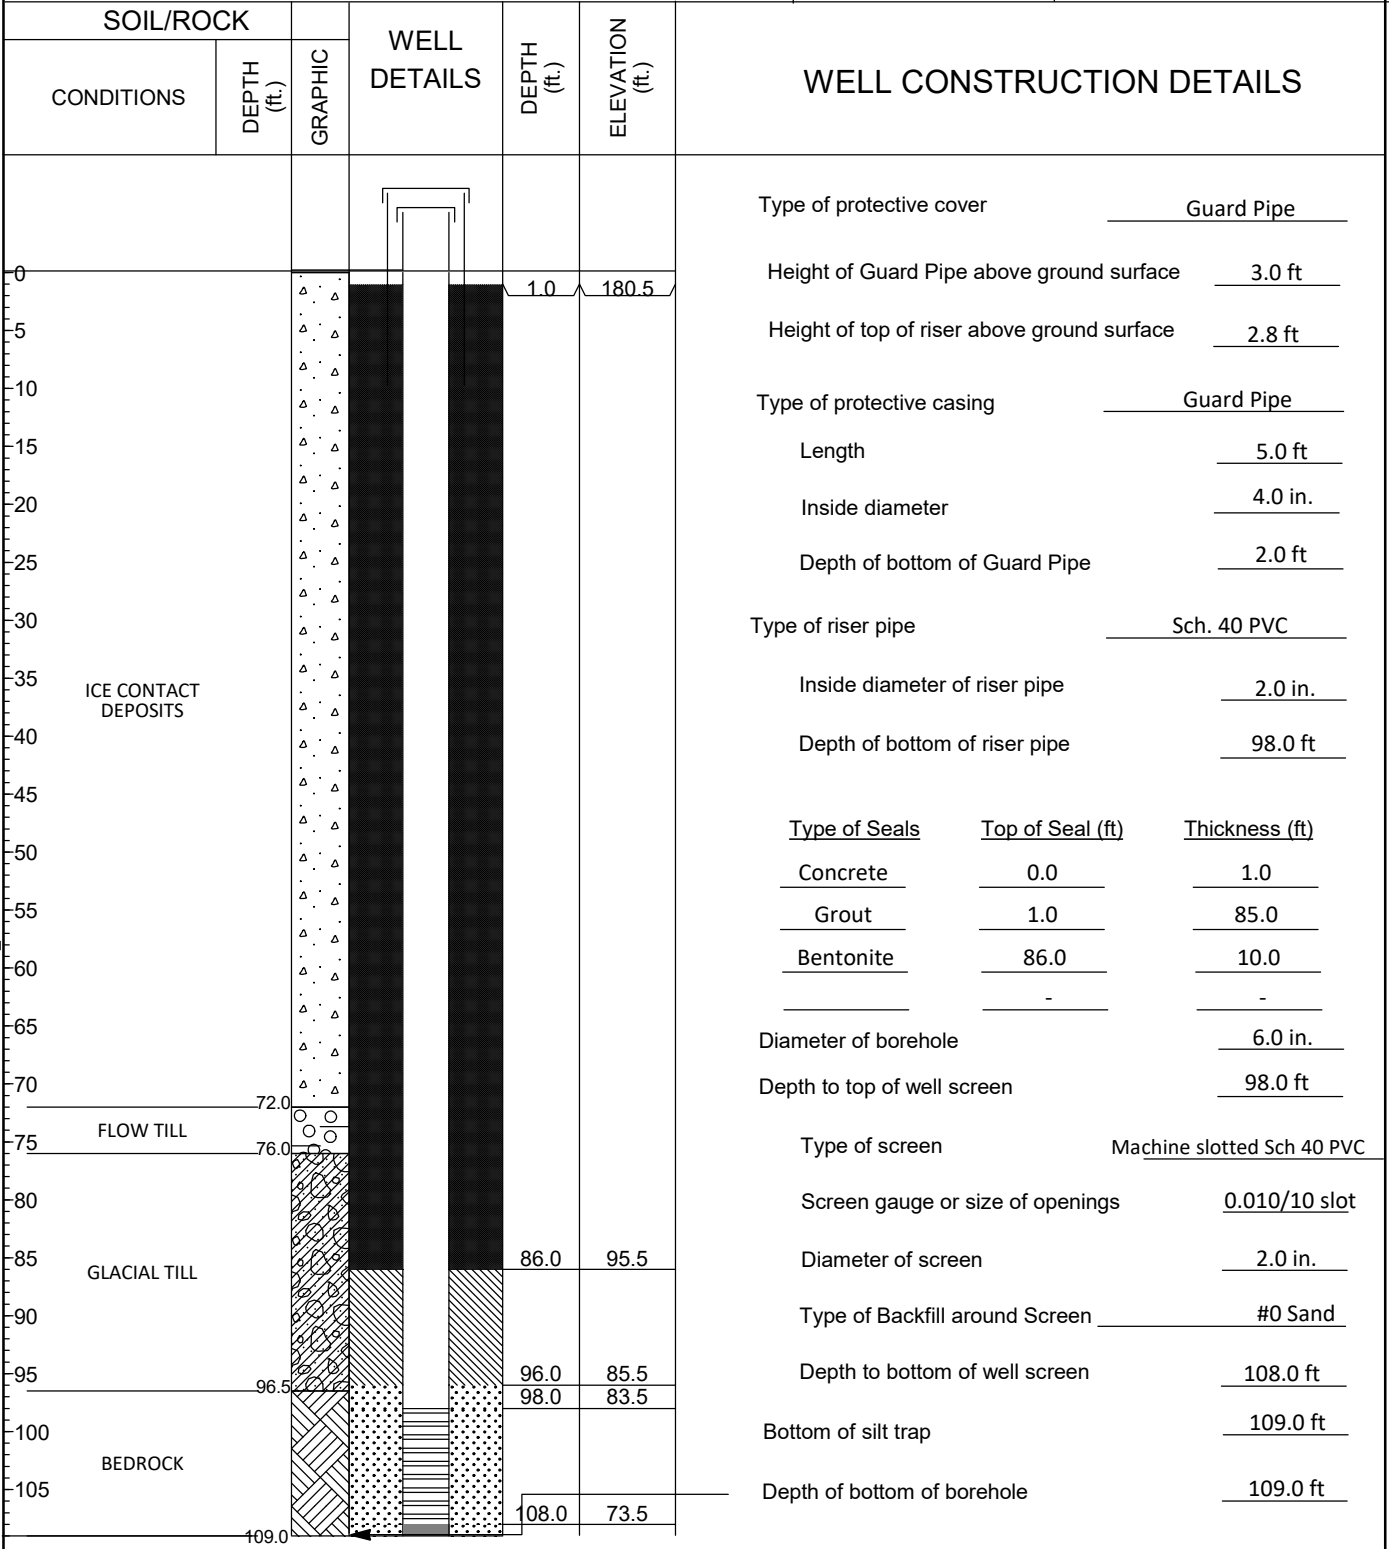 SOIL/ROCK
CONDITIONS
DEPTH
(ft.)
GRAPHIC
WELL
DETAILS
DEPTH
(ft.)
ELEVATION
(ft.)
WELL CONSTRUCTION DETAILS
0
5
10
15
20
25
30
35
40
45
50
55
60
65
70
75
80
85
90
95
100
105
ICE CONTACT
DEPOSITS
72.0
FLOW TILL
76.0
GLACIAL TILL
96.5
BEDROCK
109.0
1.0 180.5
86.0 95.5
96.0 85.5
98.0 83.5
108.0 73.5
Type of protective cover Guard Pipe
Height of Guard Pipe above ground surface 3.0 ft
Height of top of riser above ground surface 2.8 ft
Type of protective casing Guard Pipe
Length 5.0 ft
Inside diameter 4.0 in.
Depth of bottom of Guard Pipe 2.0 ft
Type of riser pipe Sch. 40 PVC
Inside diameter of riser pipe 2.0 in.
Depth of bottom of riser pipe 98.0 ft
Type of Seals Top of Seal (ft) Thickness (ft)
Concrete 0.0 1.0
Grout 1.0 85.0
Bentonite 86.0 10.0
- -
Diameter of borehole 6.0 in.
Depth to top of well screen 98.0 ft
Type of screen Machine slotted Sch 40 PVC
Screen gauge or size of openings 0.010/10 slot
Diameter of screen 2.0 in.
Type of Backfill around Screen #0 Sand
Depth to bottom of well screen 108.0 ft
Bottom of silt trap 109.0 ft
Depth of bottom of borehole 109.0 ft